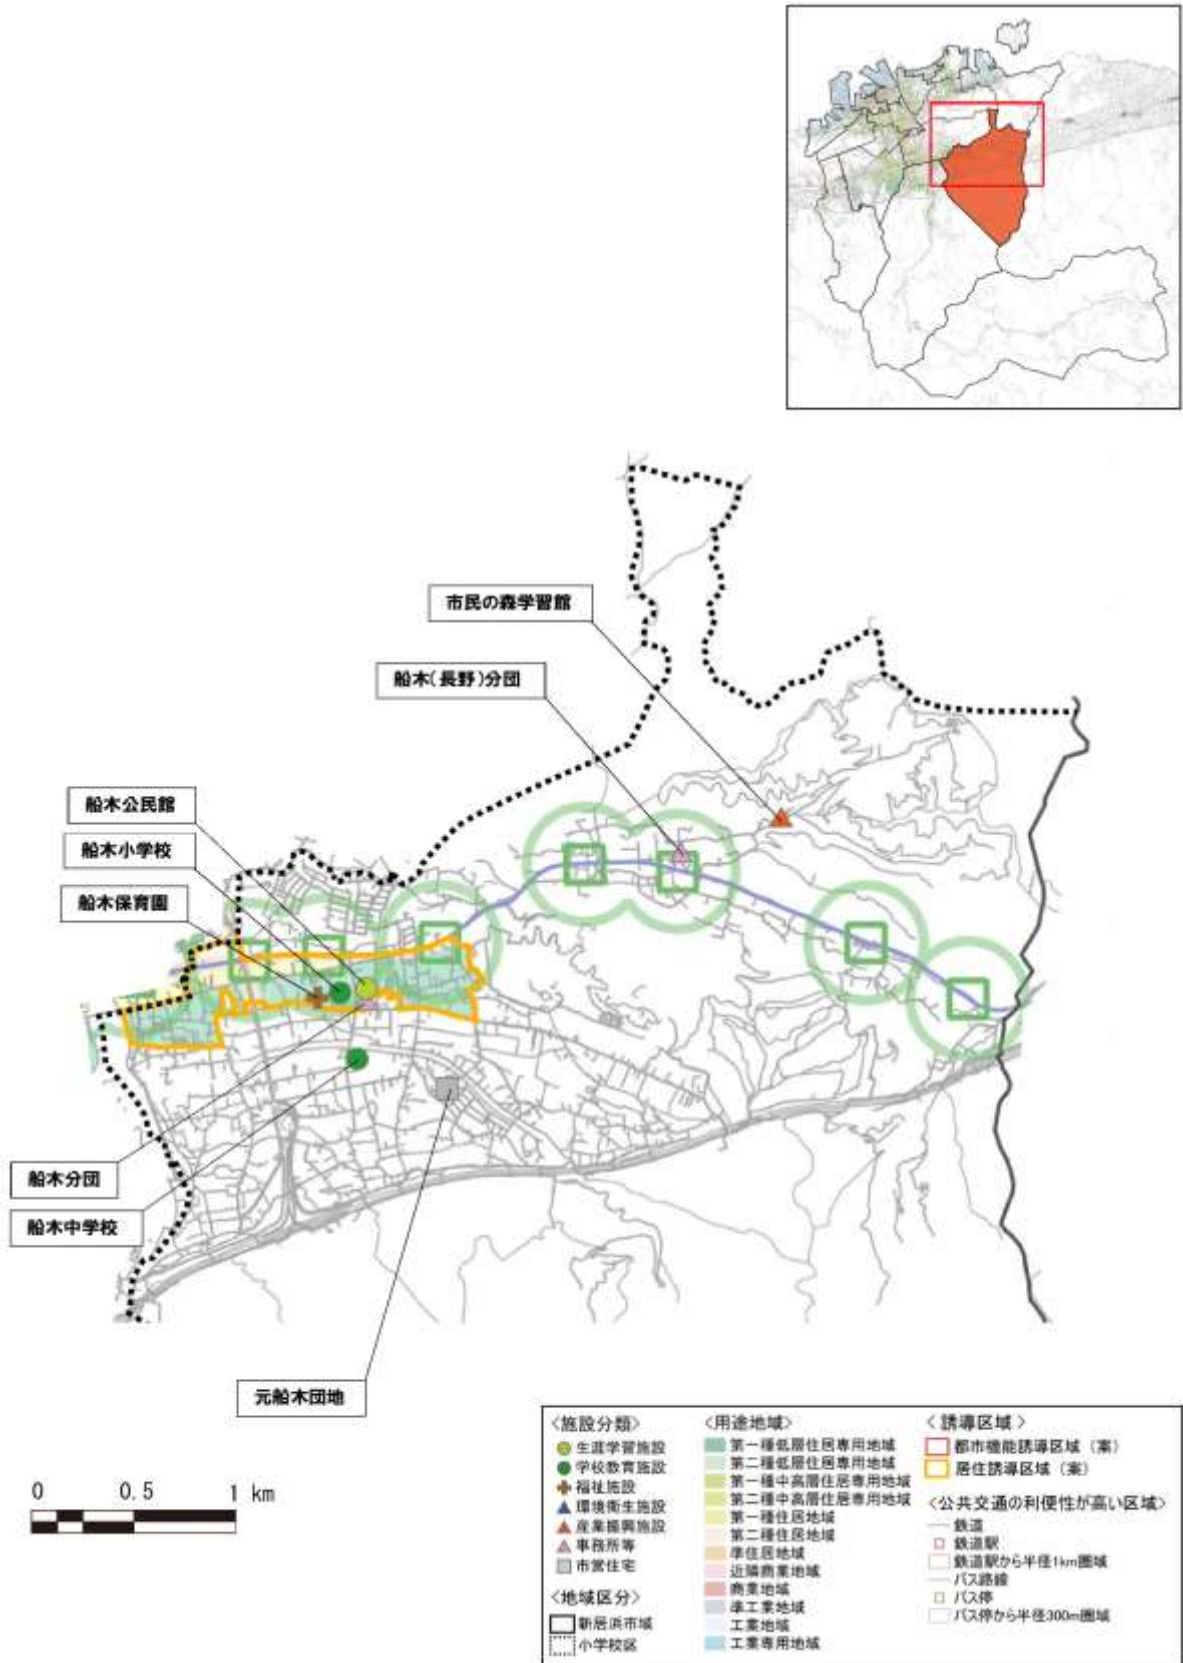 市民の森学習館
船木(長野)分団
船木公民館
船木小学校
船木保育園
船木分団
船木中学校
元船木団地
0 0.5 1 km
〈施設分類〉
生涯学習施設
学校教育施設
福祉施設
環境衛生施設
産業振興施設
事務所等
市営住宅
〈地域区分〉
新居浜市域
小学校区
〈用途地域〉
第一種低層住居専用地域
第二種低層住居専用地域
第一種中高層住居専用地域
第二種中高層住居専用地域
第一種住居地域
第二種住居地域
準住居地域
近隣商業地域
商業地域
準工業地域
工業地域
工業専用地域
〈誘導区域〉
都市機能誘導区域（案）
居住誘導区域（案）
〈公共交通の利便性が高い区域〉
鉄道
鉄道駅
鉄道駅から半径1km圏域
バス路線
バス停
バス停から半径300m圏域